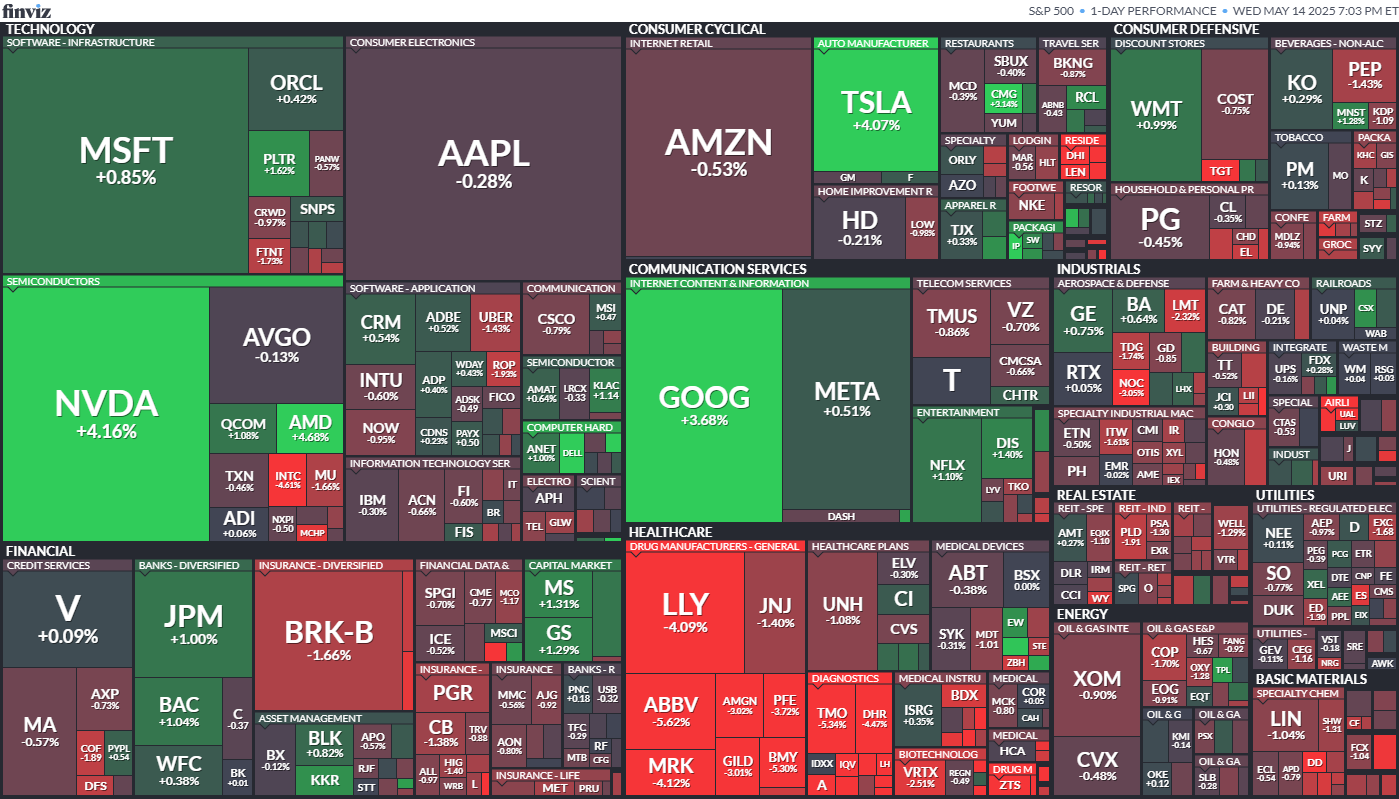 finviz
S&P 500 • 1-DAY PERFORMANCE • WED MAY 14 2025 7:03 PM ET
TECHNOLOGY
SOFTWARE - INFRASTRUCTURE
MSFT
+0.85%
ORCL
+0.42%
PLTR
+1.62%
PANW
-0.57%
CRWD
-0.97%
SNPS
FTNT
-1.73%
CONSUMER ELECTRONICS
AAPL
-0.28%
SEMICONDUCTORS
NVDA
+4.16%
AVGO
-0.13%
QCOM
+1.08%
AMD
+4.68%
TXN
-0.46%
INTC
-4.61%
MU
-1.66%
ADI
+0.06%
NXPI
-0.50
MCHP
SOFTWARE - APPLICATION
CRM
+0.54%
ADBE
+0.52%
UBER
-1.43%
INTU
-0.60%
ADP
+0.40%
WDAY
+0.43%
ROP
-1.93%
ADSK
-0.49
FICO
NOW
-0.95%
CDNS
+0.23%
PAYX
+0.50
COMMUNICATION
CSCO
-0.79%
MSI
+0.47
SEMICONDUCTOR
AMAT
+0.64%
LRCX
-0.33
KLAC
+1.14
COMPUTER HARD
ANET
+1.00%
DELL
INFORMATION TECHNOLOGY SER
IBM
-0.30%
ACN
-0.66%
FI
-0.60%
IT
BR
FIS
ELECTRO
APH
TEL
GLW
SCIENT
CONSUMER CYCLICAL
INTERNET RETAIL
AMZN
-0.53%
AUTO MANUFACTURER
TSLA
+4.07%
GM
F
HOME IMPROVEMENT R
HD
-0.21%
LOW
-0.98%
RESTAURANTS
MCD
-0.39%
SBUX
-0.40%
CMG
+3.14%
YUM
TRAVEL SER
BKNG
-0.87%
ABNB
-0.43
RCL
SPECIALTY
ORLY
AZO
LODGIN
MAR
-0.56
HLT
RESIDE
DHI
LEN
APPAREL R
TJX
+0.33%
FOOTWE
NKE
RESOR
PACKAGI
IP
SW
CONSUMER DEFENSIVE
DISCOUNT STORES
WMT
+0.99%
COST
-0.75%
TGT
BEVERAGES - NON-ALC
KO
+0.29%
PEP
-1.43%
MNST
+1.28%
KDP
-1.09
TOBACCO
PM
+0.13%
MO
PACKA
KHC
GIS
K
HOUSEHOLD & PERSONAL PR
PG
-0.45%
CL
-0.35%
CHD
EL
CONFE
MDLZ
-0.94%
FARM
GROC
STZ
SYY
COMMUNICATION SERVICES
INTERNET CONTENT & INFORMATION
GOOG
+3.68%
META
+0.51%
DASH
TELECOM SERVICES
TMUS
-0.86%
VZ
-0.70%
T
CMCSA
-0.66%
CHTR
ENTERTAINMENT
NFLX
+1.10%
DIS
+1.40%
LYV
TKO
INDUSTRIALS
AEROSPACE & DEFENSE
GE
+0.75%
BA
+0.64%
LMT
-2.32%
RTX
+0.05%
TDG
-1.74%
GD
-0.85
NOC
-3.05%
LHX
SPECIALTY INDUSTRIAL MAC
ETN
-0.50%
ITW
-1.61%
CMI
IR
OTIS
XYL
PH
EMR
-0.02%
AME
IEX
FARM & HEAVY CO
CAT
-0.82%
DE
-0.21%
RAILROADS
UNP
+0.04%
CSX
WAB
BUILDING
TT
-0.52%
JCI
+0.30
LII
INTEGRATE
UPS
-0.16%
FDX
+0.28%
WASTE M
WM
+0.04
RSG
+0.03
CONGLO
HON
-0.48%
SPECIAL
CTAS
-0.53
AIRLI
UAL
LUV
INDUST
J
URI
FINANCIAL
CREDIT SERVICES
V
+0.09%
MA
-0.57%
AXP
-0.73%
COF
-1.89
PYPL
+0.54
DFS
BANKS - DIVERSIFIED
JPM
+1.00%
BAC
+1.04%
C
-0.37
WFC
+0.38%
BK
+0.01
INSURANCE - DIVERSIFIED
BRK-B
-1.66%
ASSET MANAGEMENT
BX
-0.12%
BLK
+0.82%
APO
-0.57%
KKR
RJF
STT
FINANCIAL DATA &
SPGI
-0.70%
CME
-0.77
MCO
-1.17
ICE
-0.52%
MSCI
CAPITAL MARKET
MS
+1.31%
GS
+1.29%
INSURANCE -
PGR
CB
-1.38%
TRV
-0.88
ALL
-0.97
HIG
-1.40
WRB
L
INSURANCE
MMC
-0.56%
AJG
-0.92
AON
-0.80%
INSURANCE - LIFE
MET
PRU
BANKS - R
PNC
+0.18
USB
-0.32
TFC
-0.29
RF
MTB
CFG
HEALTHCARE
DRUG MANUFACTURERS - GENERAL
LLY
-4.09%
JNJ
-1.40%
ABBV
-5.62%
AMGN
-3.02%
PFE
-3.72%
MRK
-4.12%
GILD
-3.01%
BMY
-5.30%
HEALTHCARE PLANS
UNH
-1.08%
ELV
-0.30%
CI
CVS
MEDICAL DEVICES
ABT
-0.38%
BSX
0.00%
SYK
-0.31%
MDT
-1.01
EW
STE
ZBH
DIAGNOSTICS
TMO
-5.34%
DHR
-4.47%
IDXX
IQV
LH
A
MEDICAL INSTRU
ISRG
+0.35%
BDX
BIOTECHNOLOG
VRTX
-2.51%
REGN
-0.49
MEDICAL
MCK
-0.80
COR
+0.05
CAH
MEDICAL
HCA
DRUG M
ZTS
REAL ESTATE
REIT - SPE
AMT
+0.27%
EQIX
-1.10
DLR
IRM
CCI
WY
REIT - IND
PLD
-1.91
PSA
-1.30
EXR
REIT - RET
SPG
O
REIT -
WELL
-1.29%
VTR
ENERGY
OIL & GAS INTE
XOM
-0.90%
CVX
-0.48%
OIL & GAS E&P
COP
-1.70%
HES
-0.67
FANG
-0.92
OXY
-1.28
TPL
EOG
-0.91%
EQT
OIL & G
KMI
-0.14
OKE
+0.12
OIL & GA
PSX
OIL & GA
SLB
-0.28
UTILITIES
UTILITIES - REGULATED ELEC
NEE
+0.11%
AEP
-0.97%
D
EXC
-1.68
SO
-0.77%
PEG
-0.39
PCG
ETR
XEL
DTE
CNP
FE
AEE
ES
CMS
DUK
ED
-1.30
PPL
EIX
UTILITIES -
GEV
-0.11%
CEG
-1.16
VST
-0.18
NRG
SRE
AWK
BASIC MATERIALS
SPECIALTY CHEM
LIN
-1.04%
SHW
-1.31
ECL
-0.54
APD
-0.79
DD
CF
FCX
-1.04